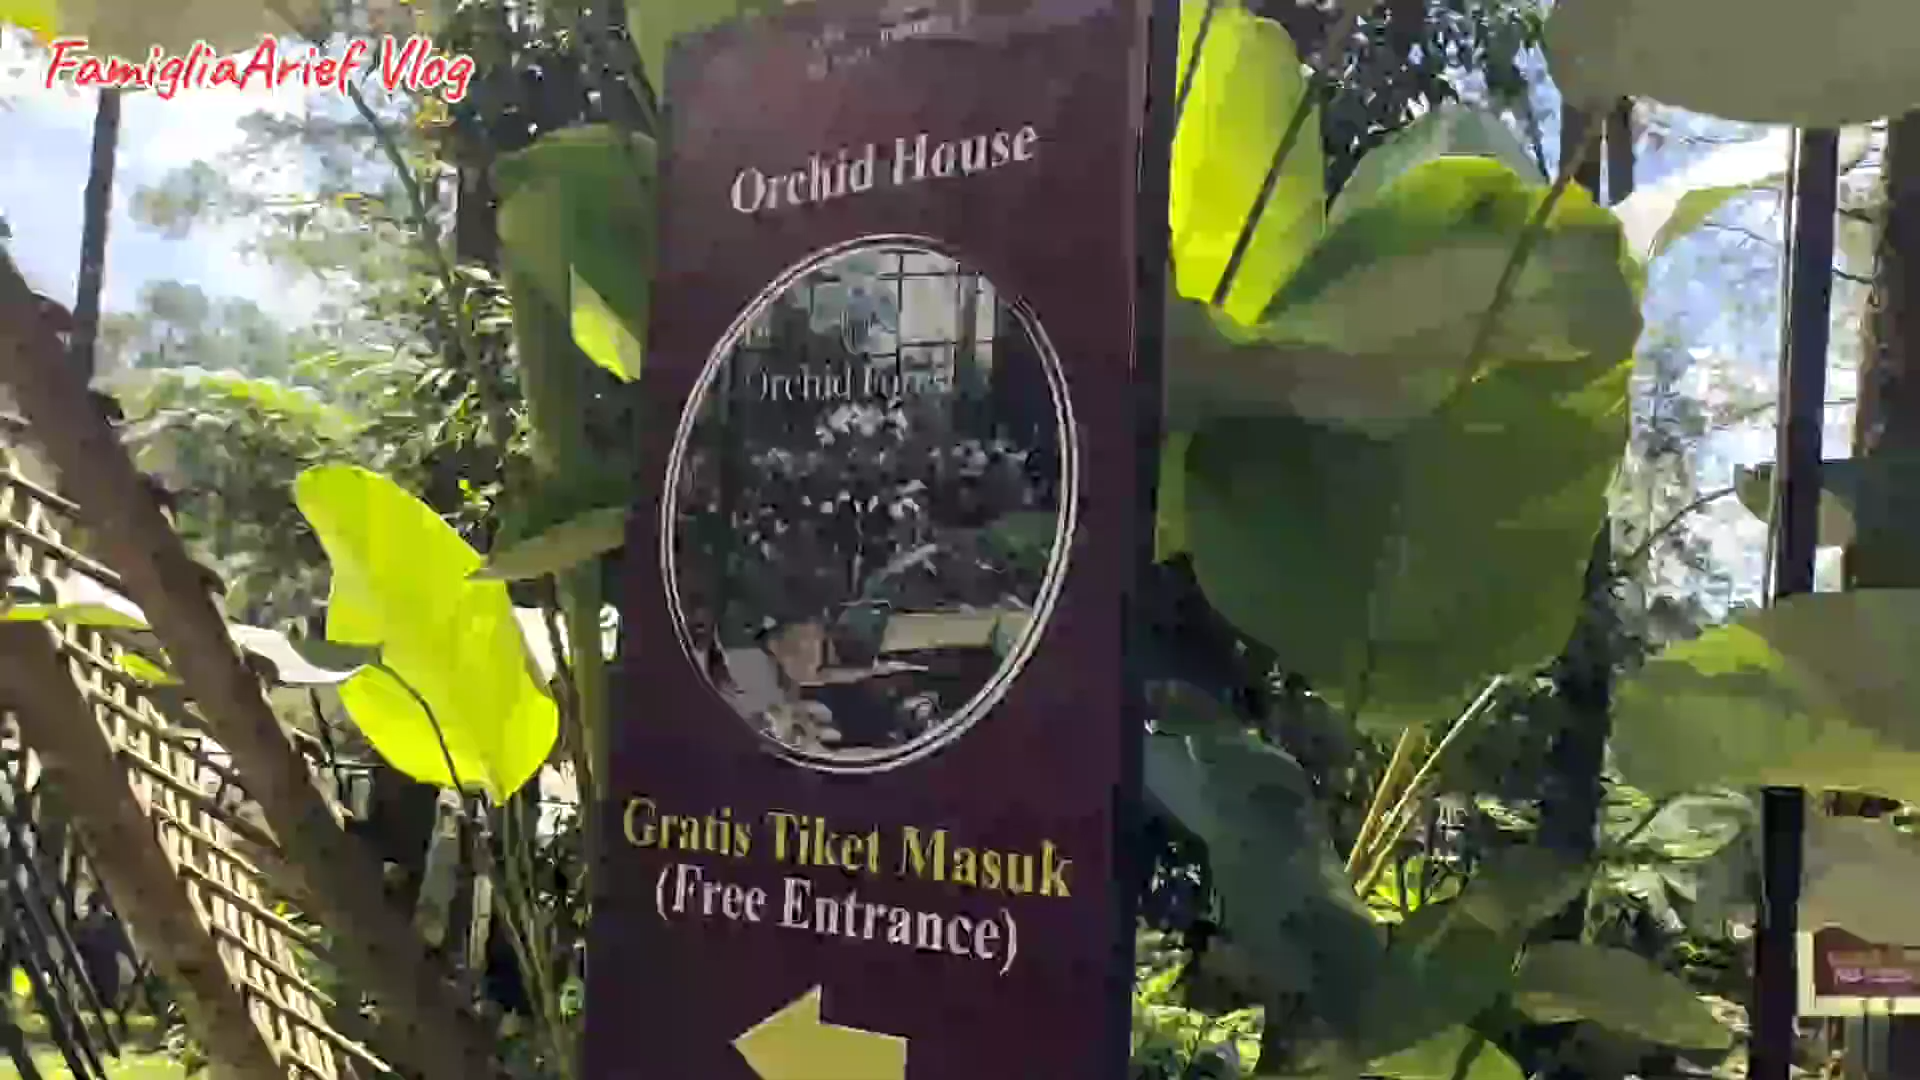 FamigliaArief Vlog
Orchid House
Orchid Forest
Gratis Tiket Masuk
(Free Entrance)